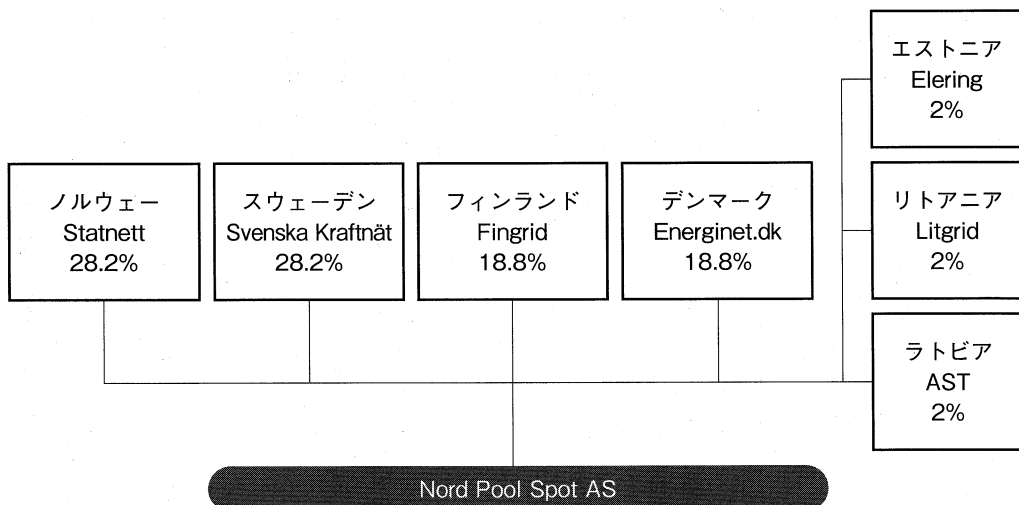 エストニア
Elering
2%
ノルウェー
Statnett
28.2%
スウェーデン
Svenska Kraftnät
28.2%
フィンランド
Fingrid
18.8%
デンマーク
Energinet.dk
18.8%
リトアニア
Litgrid
2%
ラトビア
AST
2%
Nord Pool Spot AS